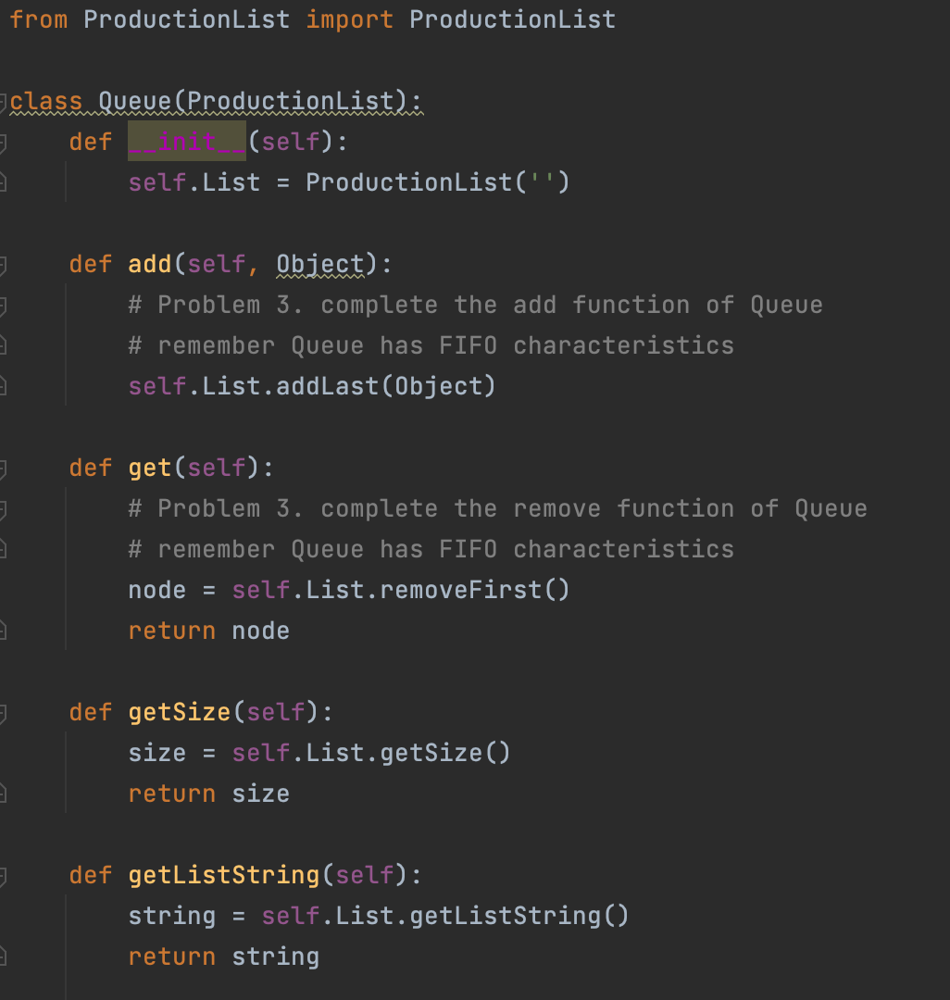 from ProductionList import ProductionList
class Queue(ProductionList):
    def __init__(self):
        self.List = ProductionList('')
    def add(self, Object):
        # Problem 3. complete the add function of Queue
        # remember Queue has FIFO characteristics
        self.List.addLast(Object)
    def get(self):
        # Problem 3. complete the remove function of Queue
        # remember Queue has FIFO characteristics
        node = self.List.removeFirst()
        return node
    def getSize(self):
        size = self.List.getSize()
        return size
    def getListString(self):
        string = self.List.getListString()
        return string